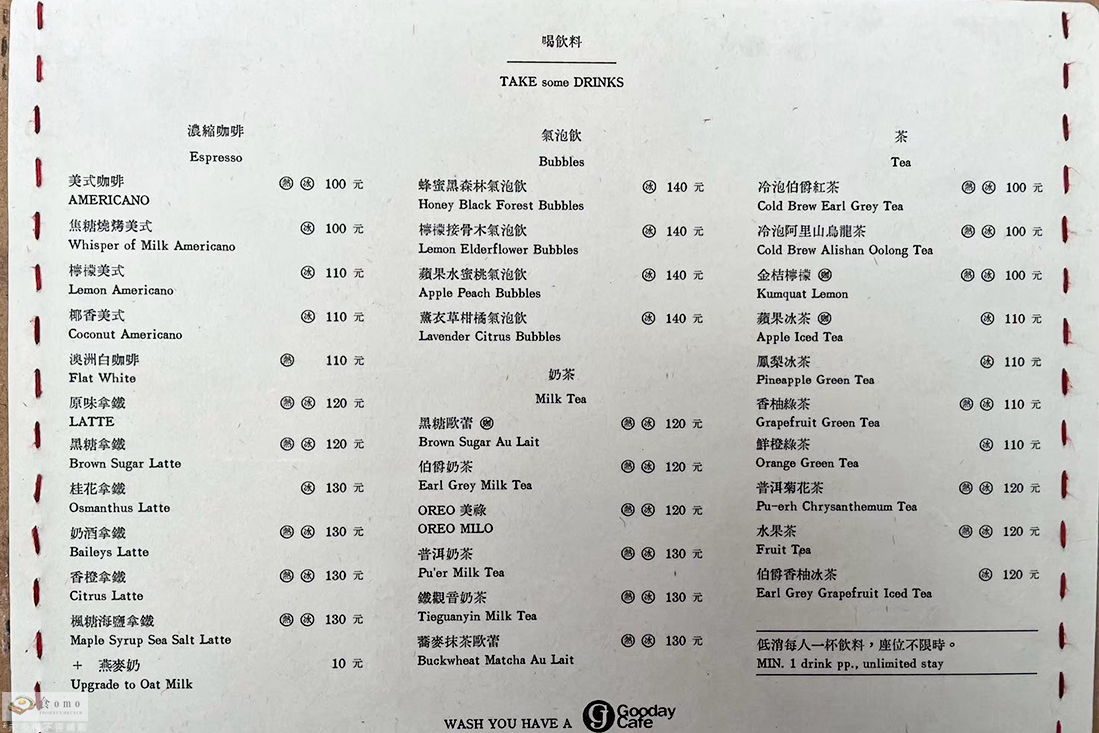 喝飲料
TAKE some DRINKS
濃縮咖啡
Espresso
美式咖啡 熱 冰 100 元
AMERICANO
焦糖燒烤美式 冰 100 元
Whisper of Milk Americano
檸檬美式 冰 110 元
Lemon Americano
椰香美式 冰 110 元
Coconut Americano
澳洲白咖啡 熱 110 元
Flat White
原味拿鐵 熱 冰 120 元
LATTE
黑糖拿鐵 熱 冰 120 元
Brown Sugar Latte
桂花拿鐵 冰 130 元
Osmanthus Latte
奶酒拿鐵 熱 冰 130 元
Baileys Latte
香橙拿鐵 熱 冰 130 元
Citrus Latte
楓糖海鹽拿鐵 熱 冰 130 元
Maple Syrup Sea Salt Latte
＋ 燕麥奶 10 元
Upgrade to Oat Milk
氣泡飲
Bubbles
蜂蜜黑森林氣泡飲 冰 140 元
Honey Black Forest Bubbles
檸檬接骨木氣泡飲 冰 140 元
Lemon Elderflower Bubbles
蘋果水蜜桃氣泡飲 冰 140 元
Apple Peach Bubbles
薰衣草柑橘氣泡飲 冰 140 元
Lavender Citrus Bubbles
奶茶
Milk Tea
黑糖歐蕾 熱 冰 120 元
Brown Sugar Au Lait
伯爵奶茶 熱 冰 120 元
Earl Grey Milk Tea
OREO 美祿 熱 冰 120 元
OREO MILO
普洱奶茶 熱 冰 130 元
Pu'er Milk Tea
鐵觀音奶茶 熱 冰 130 元
Tieguanyin Milk Tea
蕎麥抹茶歐蕾 熱 冰 130 元
Buckwheat Matcha Au Lait
茶
Tea
冷泡伯爵紅茶 熱 冰 100 元
Cold Brew Earl Grey Tea
冷泡阿里山烏龍茶 熱 冰 100 元
Cold Brew Alishan Oolong Tea
金桔檸檬 熱 冰 100 元
Kumquat Lemon
蘋果冰茶 冰 110 元
Apple Iced Tea
鳳梨冰茶 冰 110 元
Pineapple Green Tea
香柚綠茶 熱 冰 110 元
Grapefruit Green Tea
鮮橙綠茶 冰 110 元
Orange Green Tea
普洱菊花茶 熱 冰 120 元
Pu-erh Chrysanthemum Tea
水果茶 熱 冰 120 元
Fruit Tea
伯爵香柚冰茶 冰 120 元
Earl Grey Grapefruit Iced Tea
低消每人一杯飲料，座位不限時。
MIN. 1 drink pp., unlimited stay
WASH YOU HAVE A g Gooday Cafe
食omo